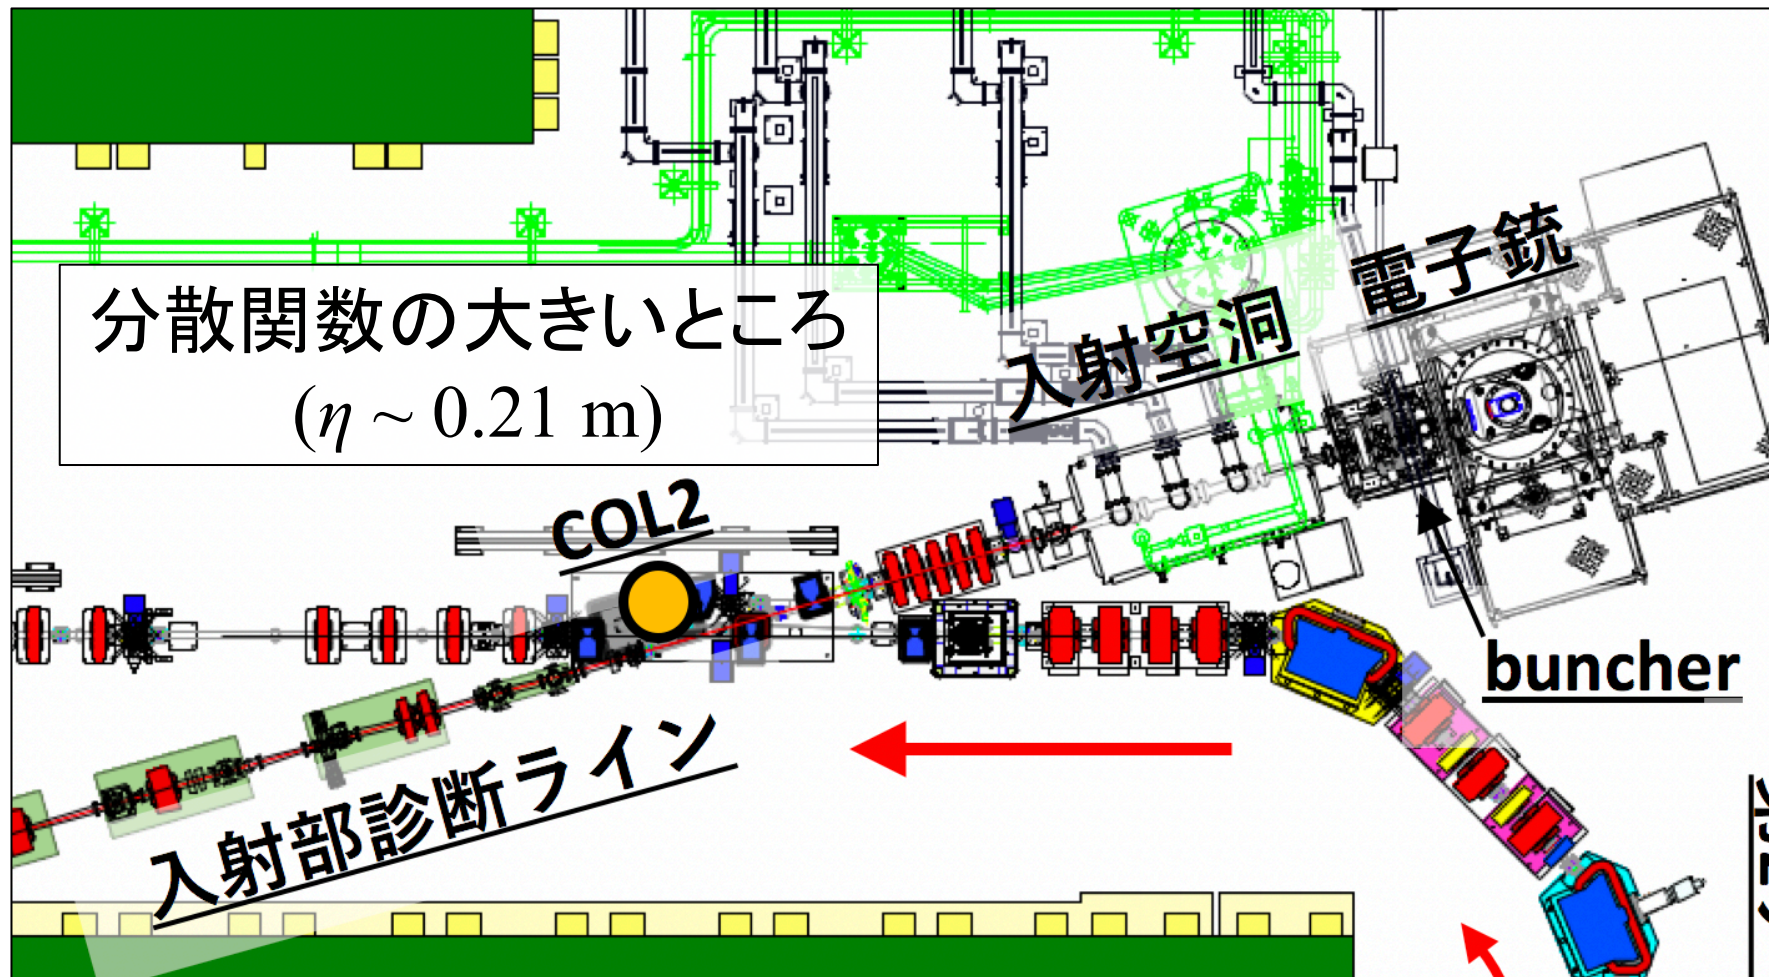 分散関数の大きいところ
(η ~ 0.21 m)
電子銃
入射空洞
COL2
buncher
入射部診断ライン